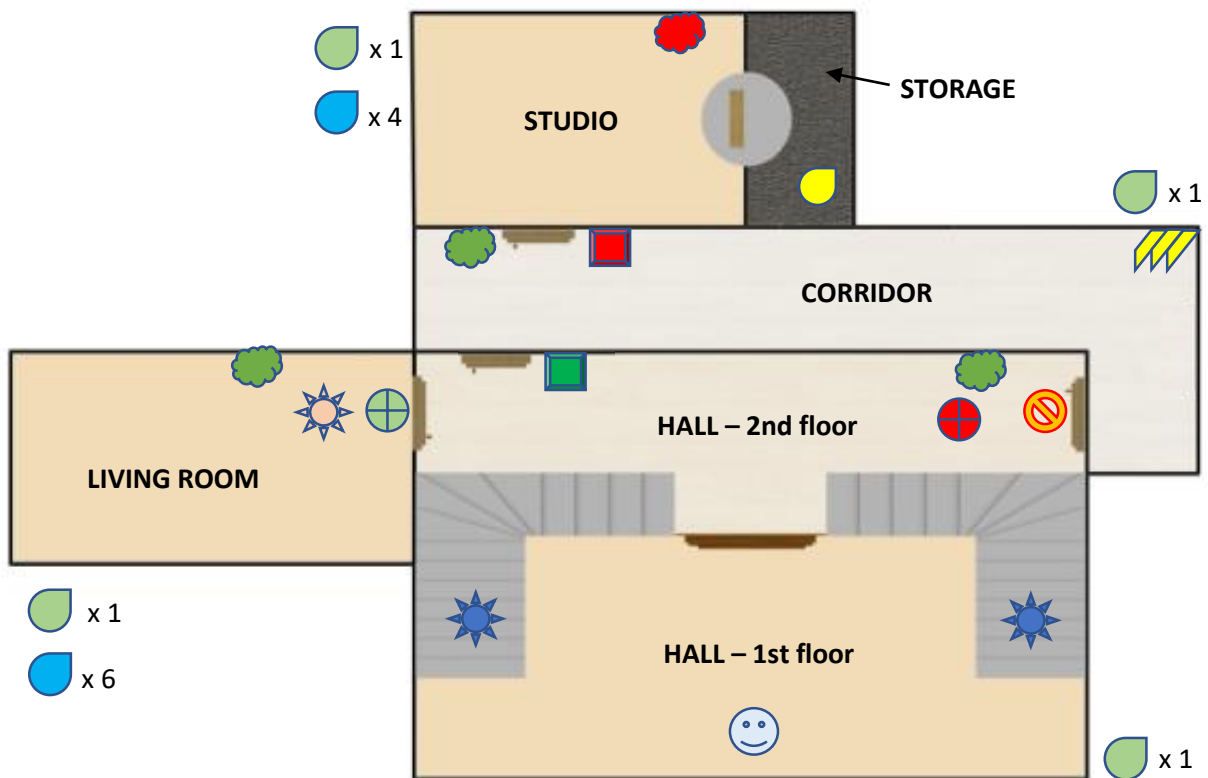 x 1
x 4
STUDIO
STORAGE
x 1
CORRIDOR
HALL – 2nd floor
LIVING ROOM
x 1
x 6
HALL – 1st floor
x 1